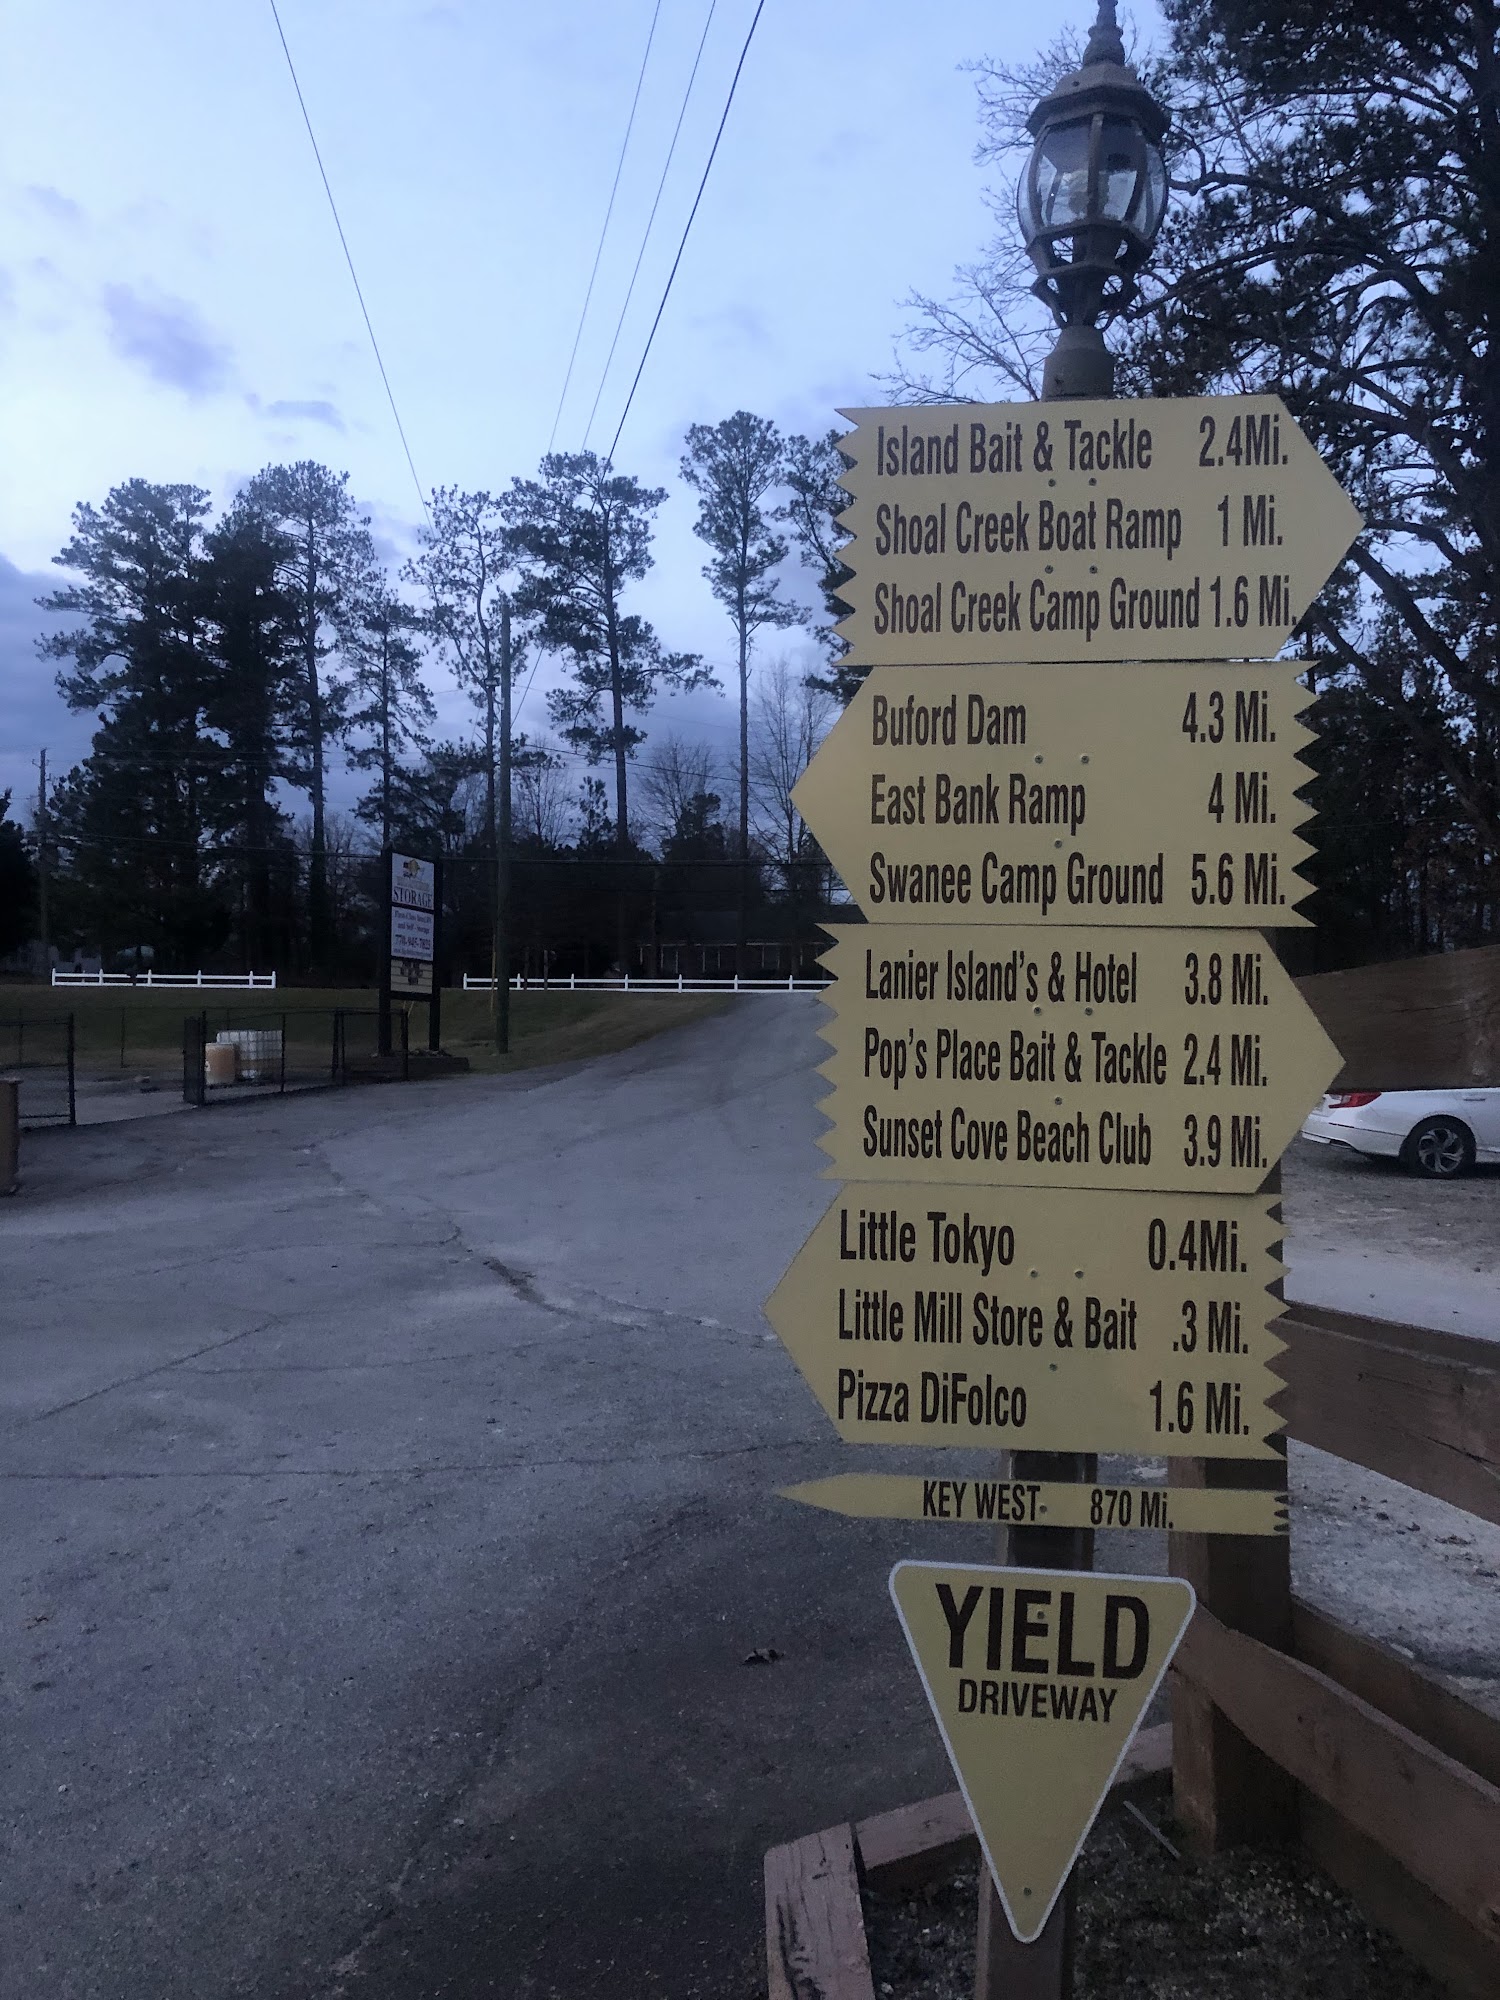 Island Bait & Tackle 2.4Mi.
Shoal Creek Boat Ramp 1 Mi.
Shoal Creek Camp Ground 1.6 Mi.
Buford Dam 4.3 Mi.
East Bank Ramp 4 Mi.
Swanee Camp Ground 5.6 Mi.
Lanier Island's & Hotel 3.8 Mi.
Pop's Place Bait & Tackle 2.4 Mi.
Sunset Cove Beach Club 3.9 Mi.
Little Tokyo 0.4Mi.
Little Mill Store & Bait .3 Mi.
Pizza DiFolco 1.6 Mi.
KEY WEST 870 Mi.
YIELD
DRIVEWAY
STORAGE